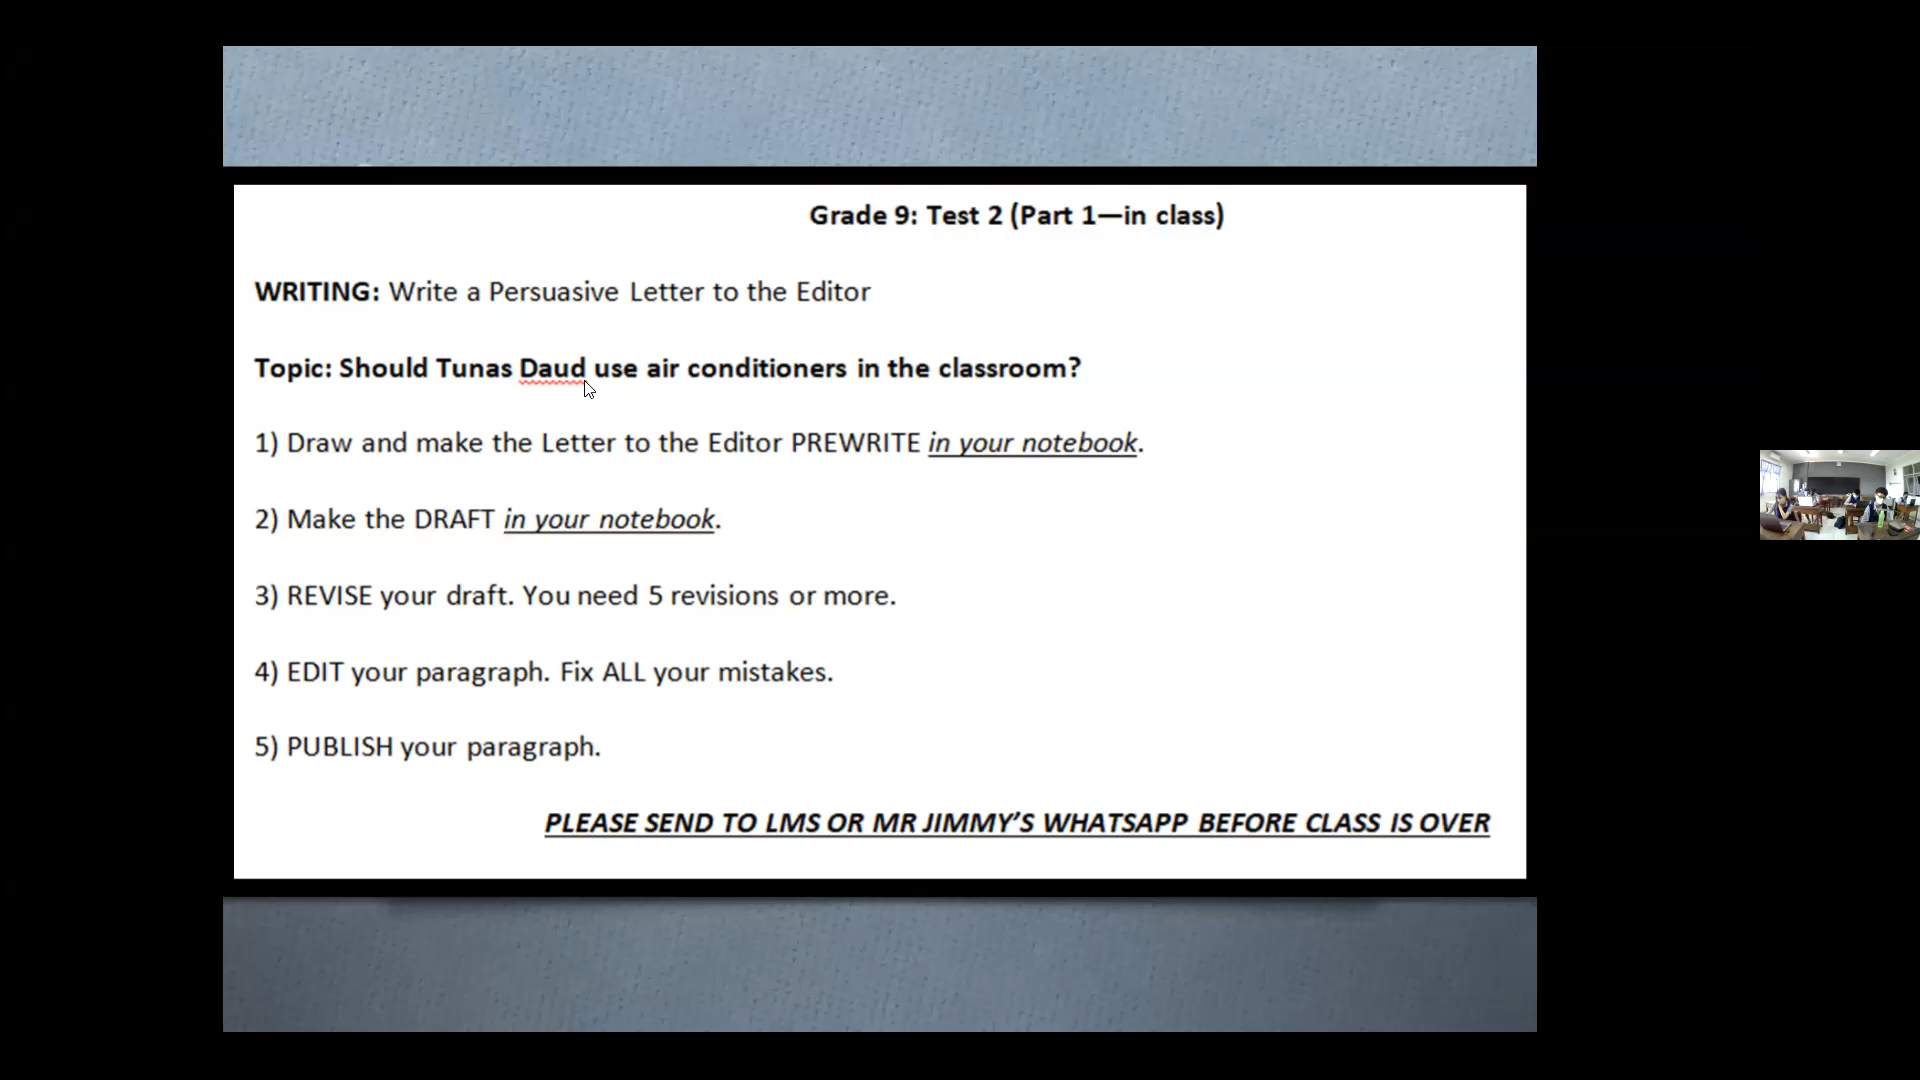 Grade 9: Test 2 (Part 1—in class)
WRITING: Write a Persuasive Letter to the Editor
Topic: Should Tunas Daud use air conditioners in the classroom?
1) Draw and make the Letter to the Editor PREWRITE in your notebook.
2) Make the DRAFT in your notebook.
3) REVISE your draft. You need 5 revisions or more.
4) EDIT your paragraph. Fix ALL your mistakes.
5) PUBLISH your paragraph.
PLEASE SEND TO LMS OR MR JIMMY'S WHATSAPP BEFORE CLASS IS OVER